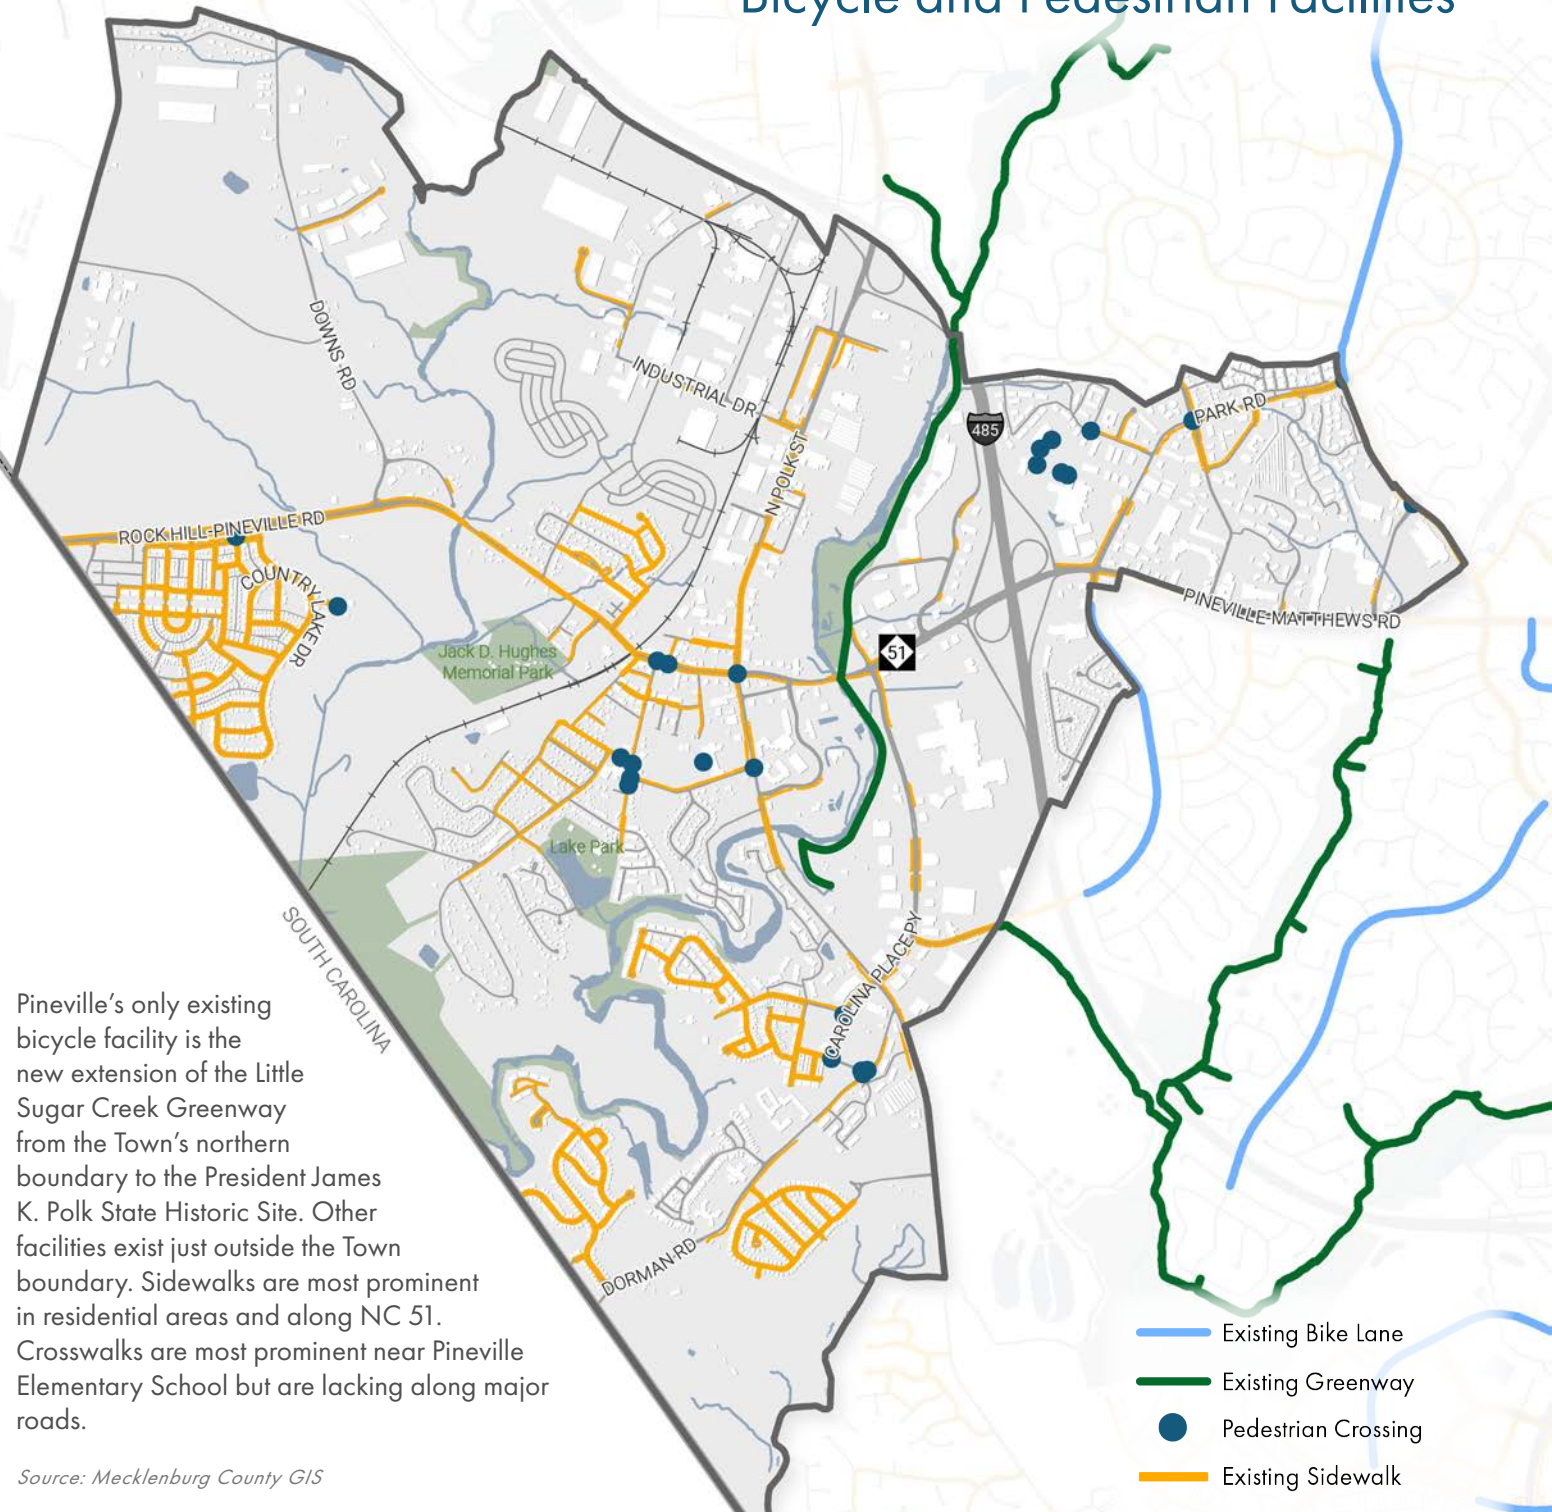 Bicycle and Pedestrian Facilities
DOWNS RD
INDUSTRIAL DR
N POLK ST
485
PARK RD
ROCK HILL-PINEVILLE RD
COUNTRY LAKE DR
PINEVILLE-MATTHEWS RD
51
Jack D. Hughes
Memorial Park
Lake Park
SOUTH CAROLINA
CAROLINA PLACE PY
DORMAN RD
Pineville’s only existing
bicycle facility is the
new extension of the Little
Sugar Creek Greenway
from the Town’s northern
boundary to the President James
K. Polk State Historic Site. Other
facilities exist just outside the Town
boundary. Sidewalks are most prominent
in residential areas and along NC 51.
Crosswalks are most prominent near Pineville
Elementary School but are lacking along major
roads.
Source: Mecklenburg County GIS
Existing Bike Lane
Existing Greenway
Pedestrian Crossing
Existing Sidewalk